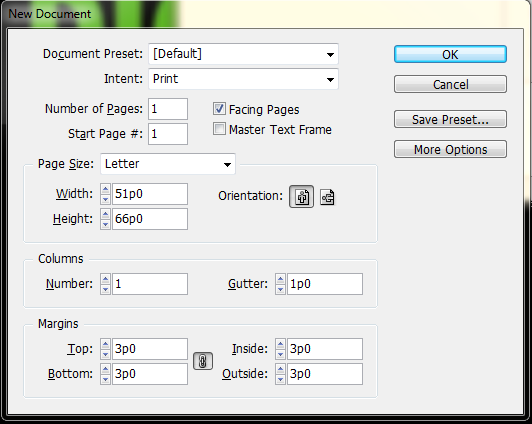 New Document
Document Preset: [Default]
OK
Intent: Print
Cancel
Number of Pages: 1
Facing Pages
Save Preset...
Start Page #: 1
Master Text Frame
More Options
Page Size: Letter
Width: 51p0
Orientation:
Height: 66p0
Columns
Number: 1
Gutter: 1p0
Margins
Top: 3p0
Inside: 3p0
Bottom: 3p0
Outside: 3p0